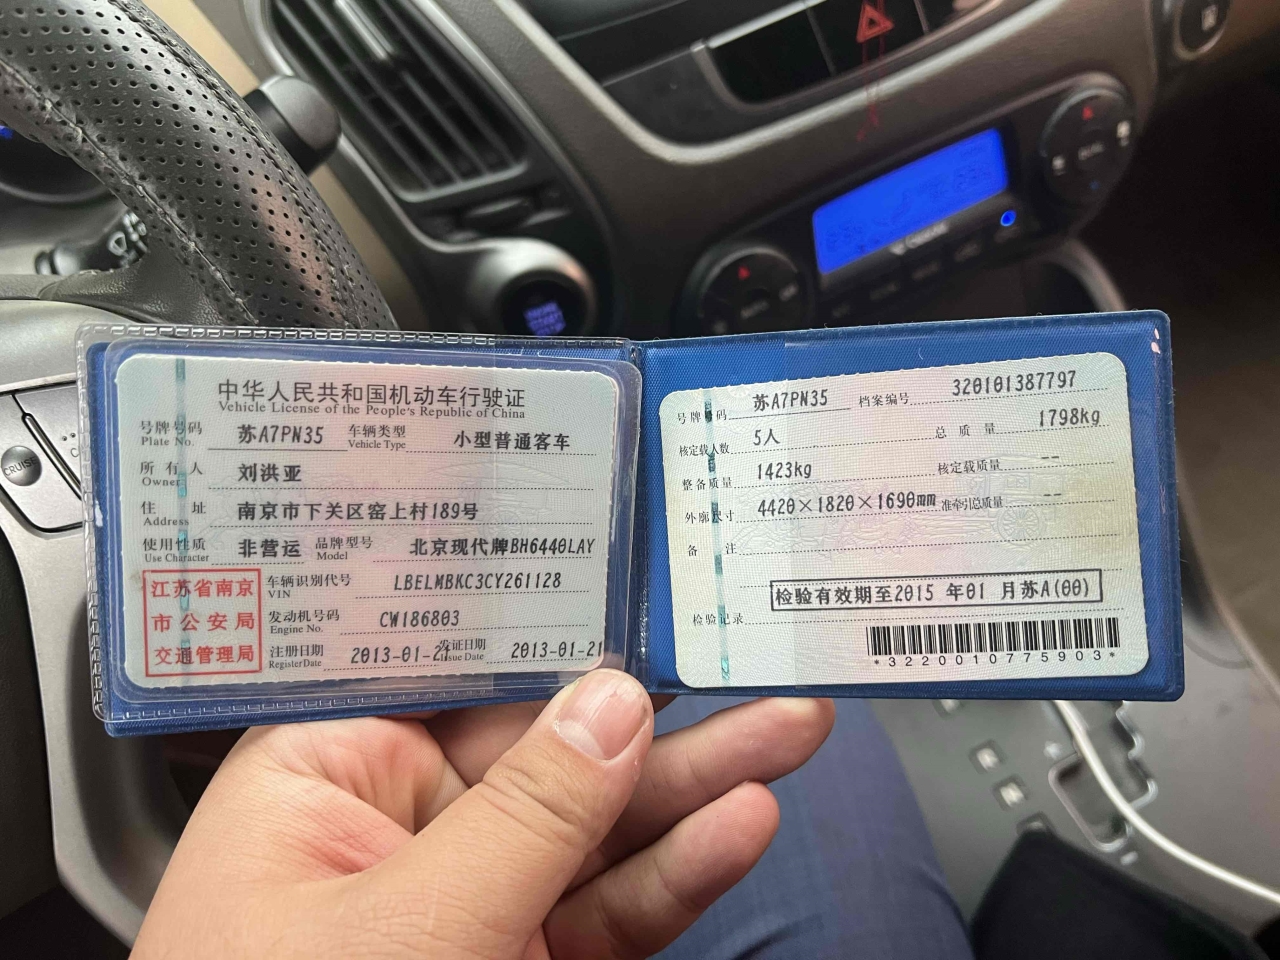 中华人民共和国机动车行驶证
Vehicle License of the People's Republic of China
号牌号码 苏A7PN35 车辆类型 小型普通客车
Plate No. Vehicle Type
所有人 刘洪亚
Owner
住址 南京市下关区窑上村189号
Address
使用性质 非营运 品牌型号 北京现代牌BH6440LAY
Use Character Model
江苏省南京
市公安局
交通管理局
车辆识别代号 LBELMBKC3CY261128
VIN
发动机号码 CW186803
Engine No.
注册日期 2013-01-21 发证日期 2013-01-21
Register Date Issue Date
号牌号码 苏A7PN35 档案编号 320101387797
核定载人数 5人 总质量 1798kg
整备质量 1423kg 核定载质量 --
外廓尺寸 4420×1820×1690mm 准牵引总质量 --
备注
检验有效期至2015 年01 月苏A(00)
检验记录
*3220010775903*
CRUISE